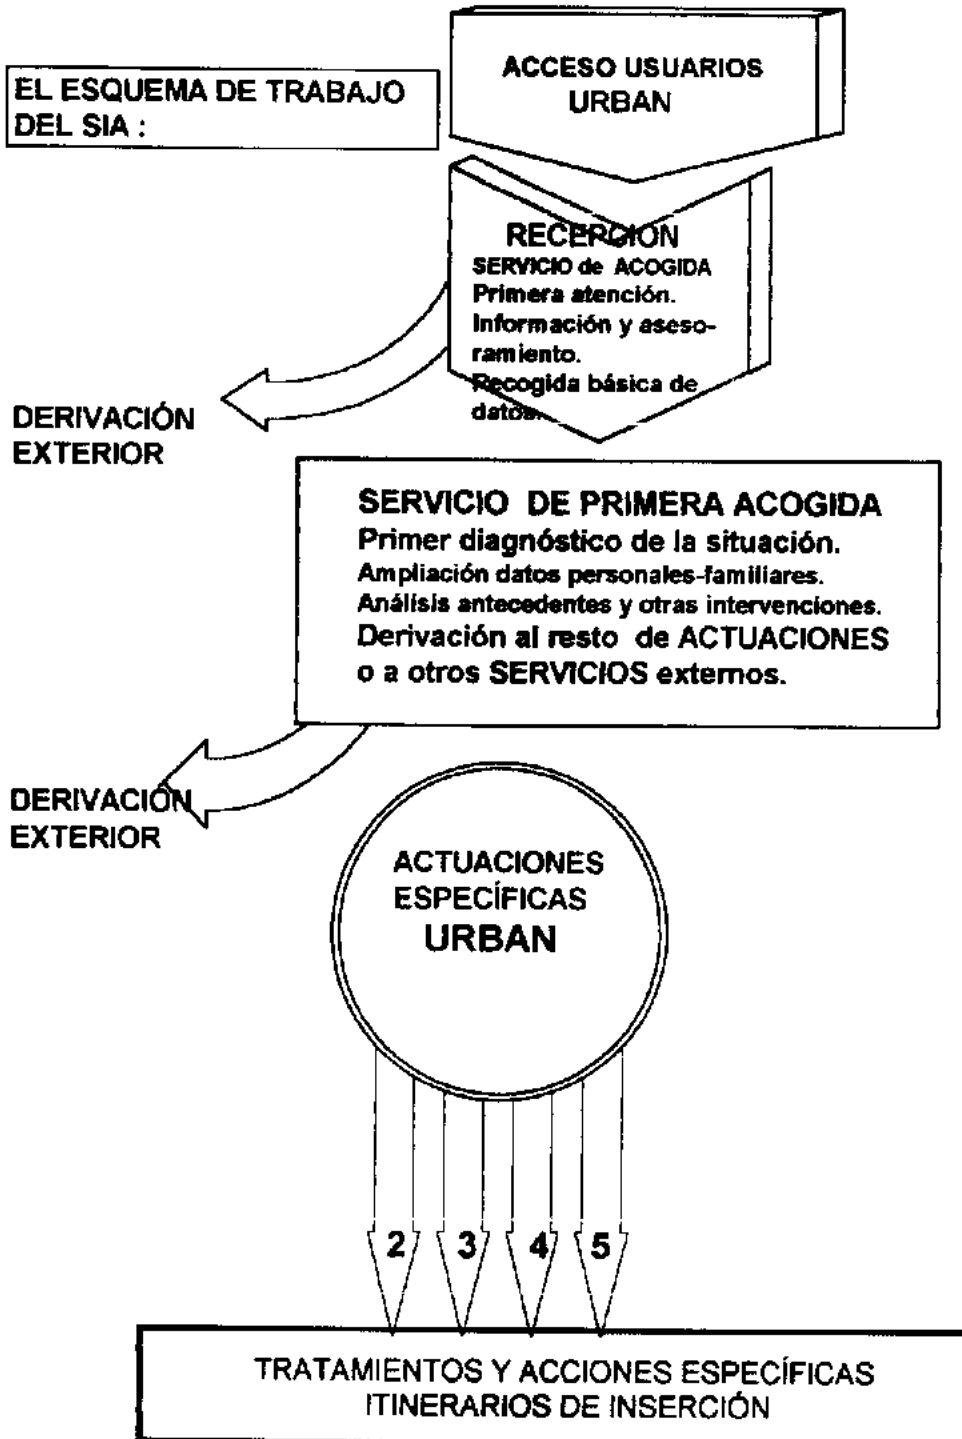 EL ESQUEMA DE TRABAJO
DEL SIA :
ACCESO USUARIOS
URBAN
RECEPCION
SERVICIO de ACOGIDA
Primera atención.
Información y aseso-
ramiento.
Recogida básica de
datos.
DERIVACIÓN
EXTERIOR
SERVICIO DE PRIMERA ACOGIDA
Primer diagnóstico de la situación.
Ampliación datos personales-familiares.
Análisis antecedentes y otras intervenciones.
Derivación al resto de ACTUACIONES
o a otros SERVICIOS externos.
DERIVACIÓN
EXTERIOR
ACTUACIONES
ESPECÍFICAS
URBAN
2 3 4 5
TRATAMIENTOS Y ACCIONES ESPECÍFICAS
ITINERARIOS DE INSERCIÓN